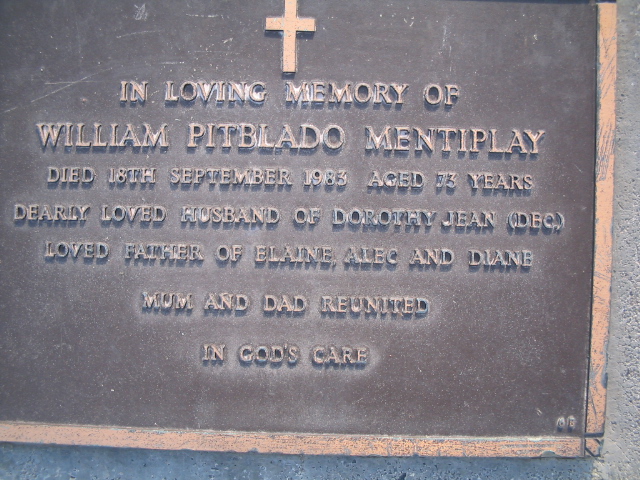 IN LOVING MEMORY OF
WILLIAM PITBLADO MENTIPLAY
DIED 18TH SEPTEMBER 1983 AGED 73 YEARS
DEARLY LOVED HUSBAND OF DOROTHY JEAN (DEC.)
LOVED FATHER OF ELAINE, ALEC AND DIANE
MUM AND DAD REUNITED
IN GOD'S CARE